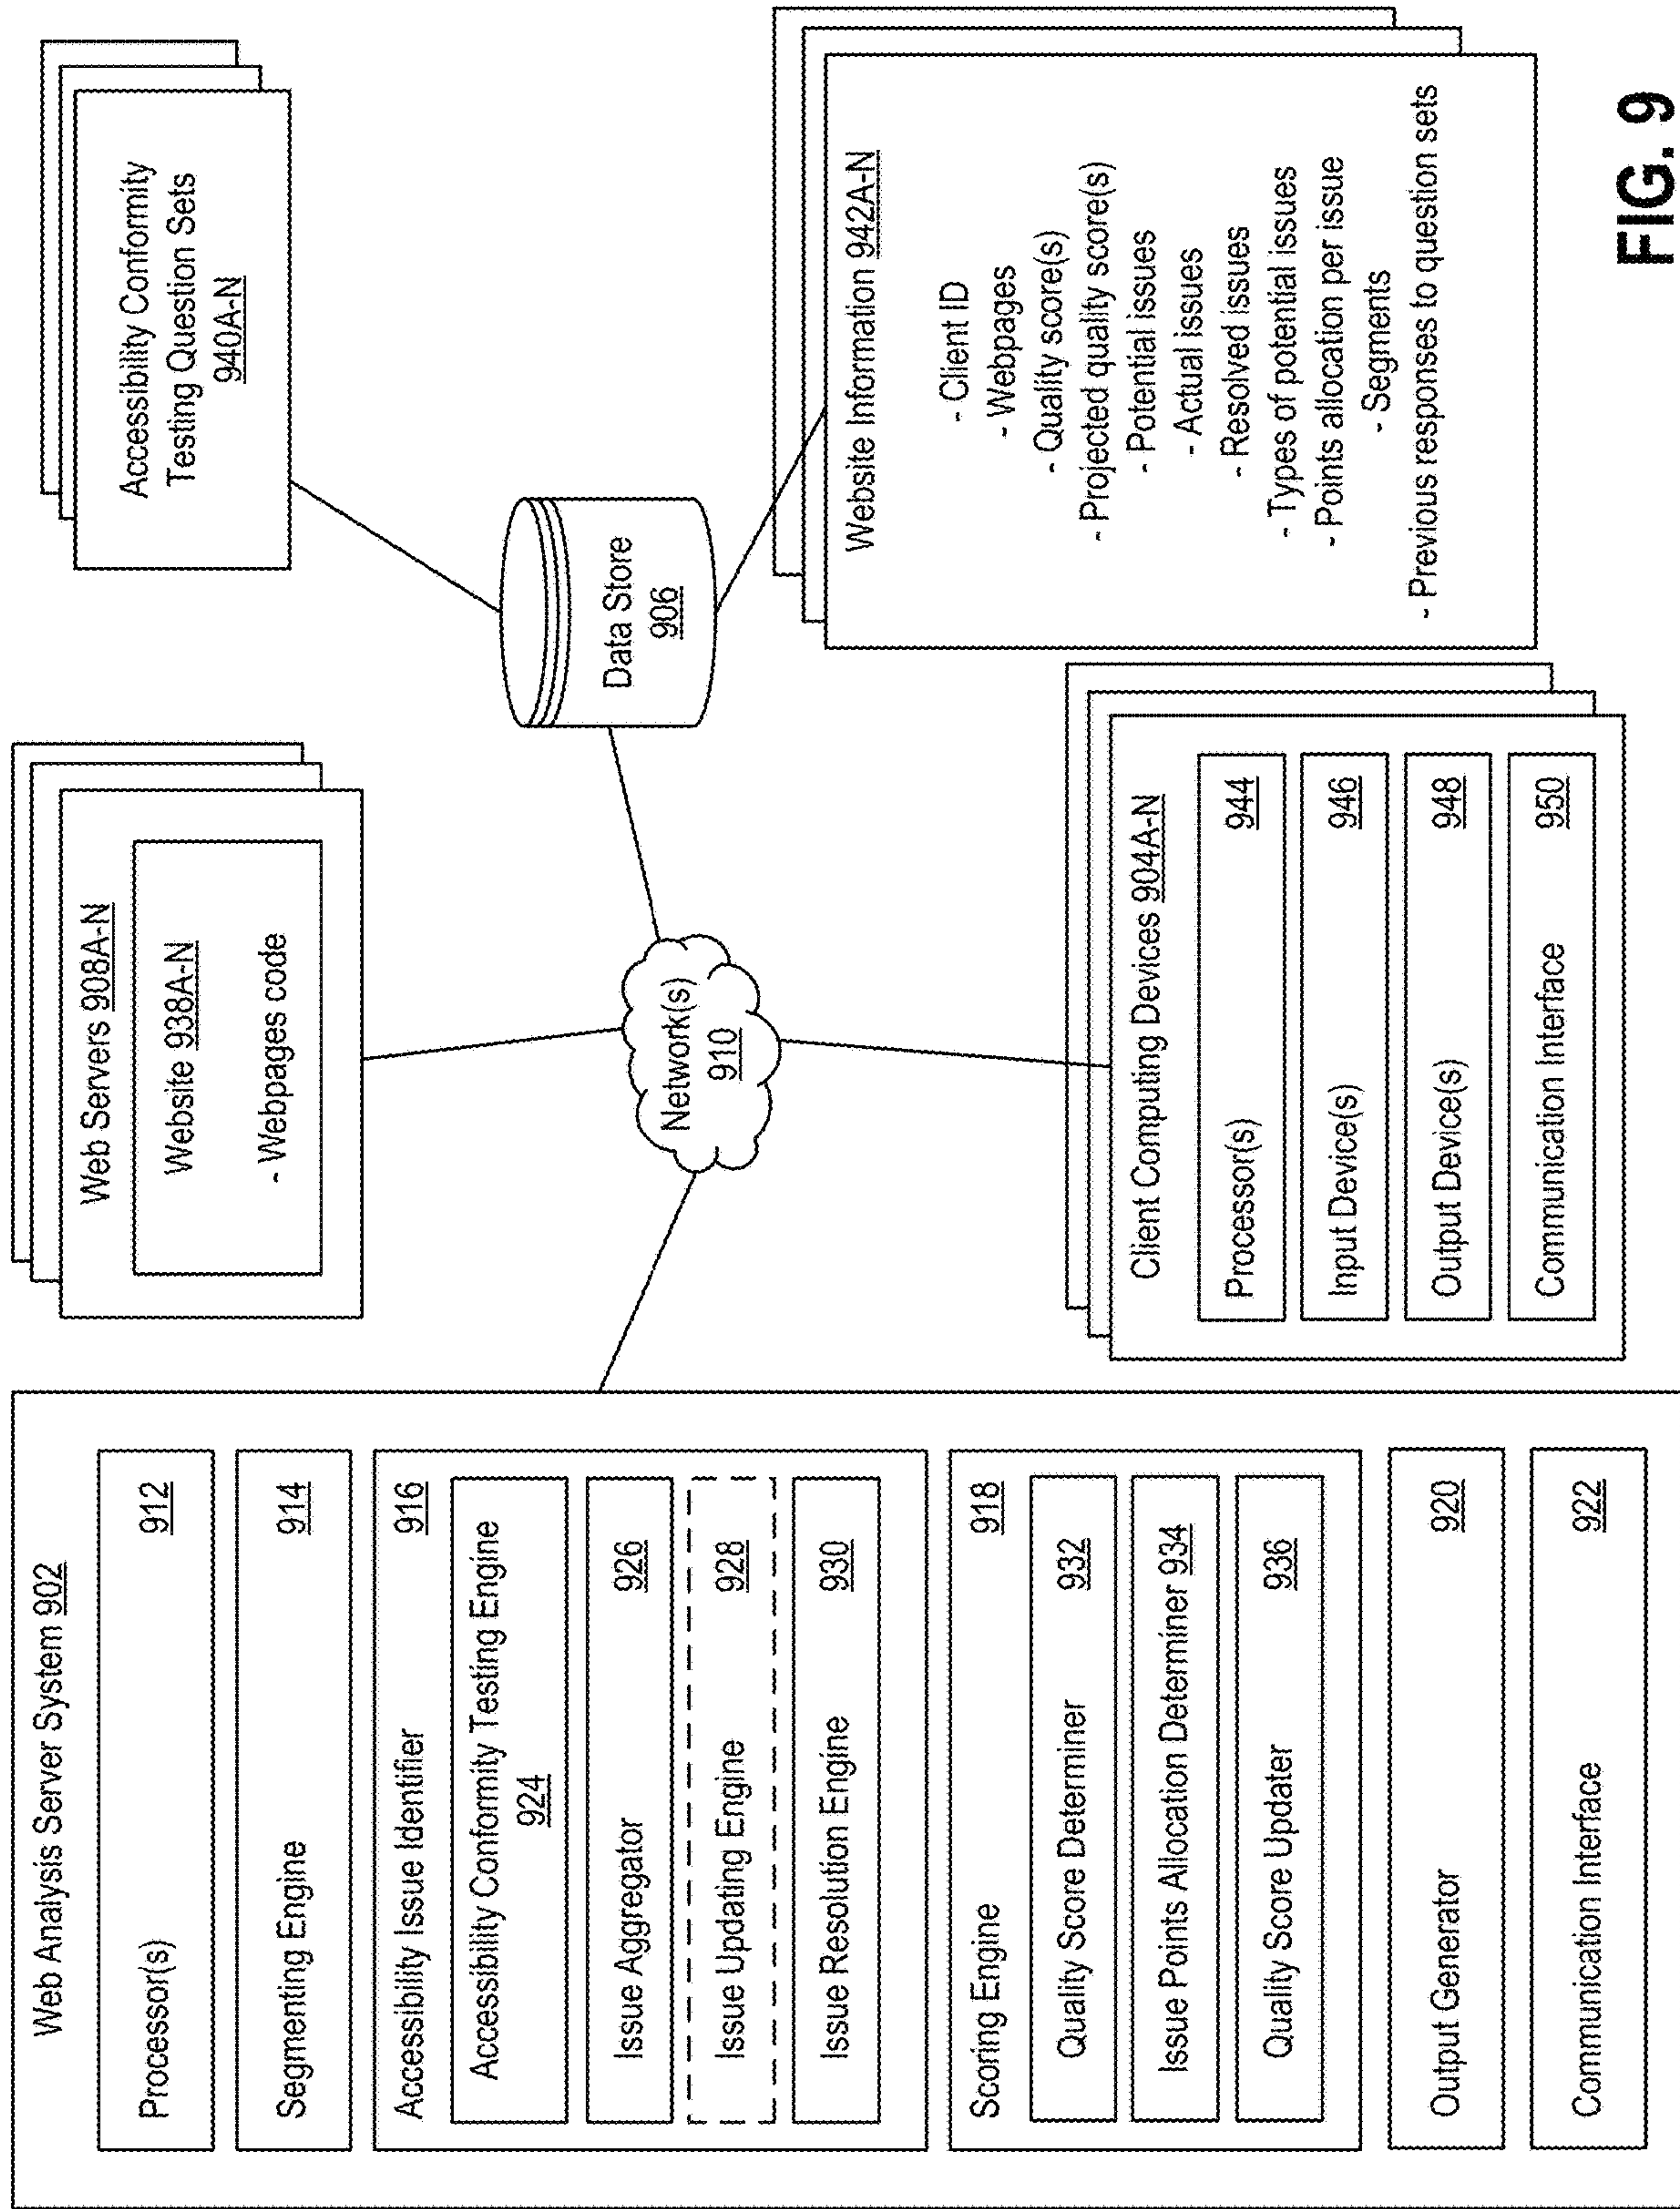 Web Analysis Server System 902
Processor(s) 912
Segmenting Engine 914
Accessibility Issue Identifier 916
Accessibility Conformity Testing Engine
924
Issue Aggregator 926
Issue Updating Engine 928
Issue Resolution Engine 930
Scoring Engine 918
Quality Score Determiner 932
Issue Points Allocation Determiner 934
Quality Score Updater 936
Output Generator 920
Communication Interface 922
Web Servers 908A-N
Website 938A-N
- Webpages code
Network(s)
910
Client Computing Devices 904A-N
Processor(s) 944
Input Device(s) 946
Output Device(s) 948
Communication Interface 950
Data Store
906
Accessibility Conformity
Testing Question Sets
940A-N
Website Information 942A-N
- Client ID
- Webpages
- Quality score(s)
- Projected quality score(s)
- Potential issues
- Actual issues
- Resolved issues
- Types of potential issues
- Points allocation per issue
- Segments
- Previous responses to question sets
FIG. 9